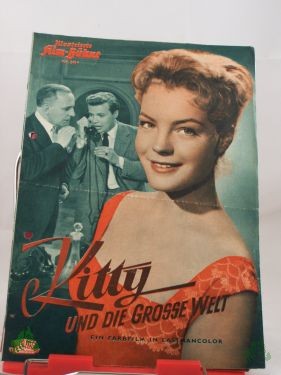 Illustrierte
Film-Bühne
Kitty
UND DIE GROSSE WELT
EIN FARBFILM IN EASTMANCOLOR